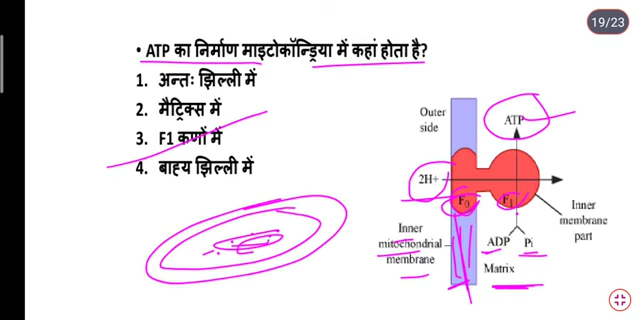 19/23
• ATP का निर्माण माइटोकॉन्ड्रिया में कहां होता है?
1. अन्तः झिल्ली में
2. मैट्रिक्स में
3. F1 कणों में
4. बाह्य झिल्ली में
Outer
side
ATP
2H+
F0
F1
Inner
membrane
part
Inner
mitochondrial
membrane
ADP Pi
Matrix